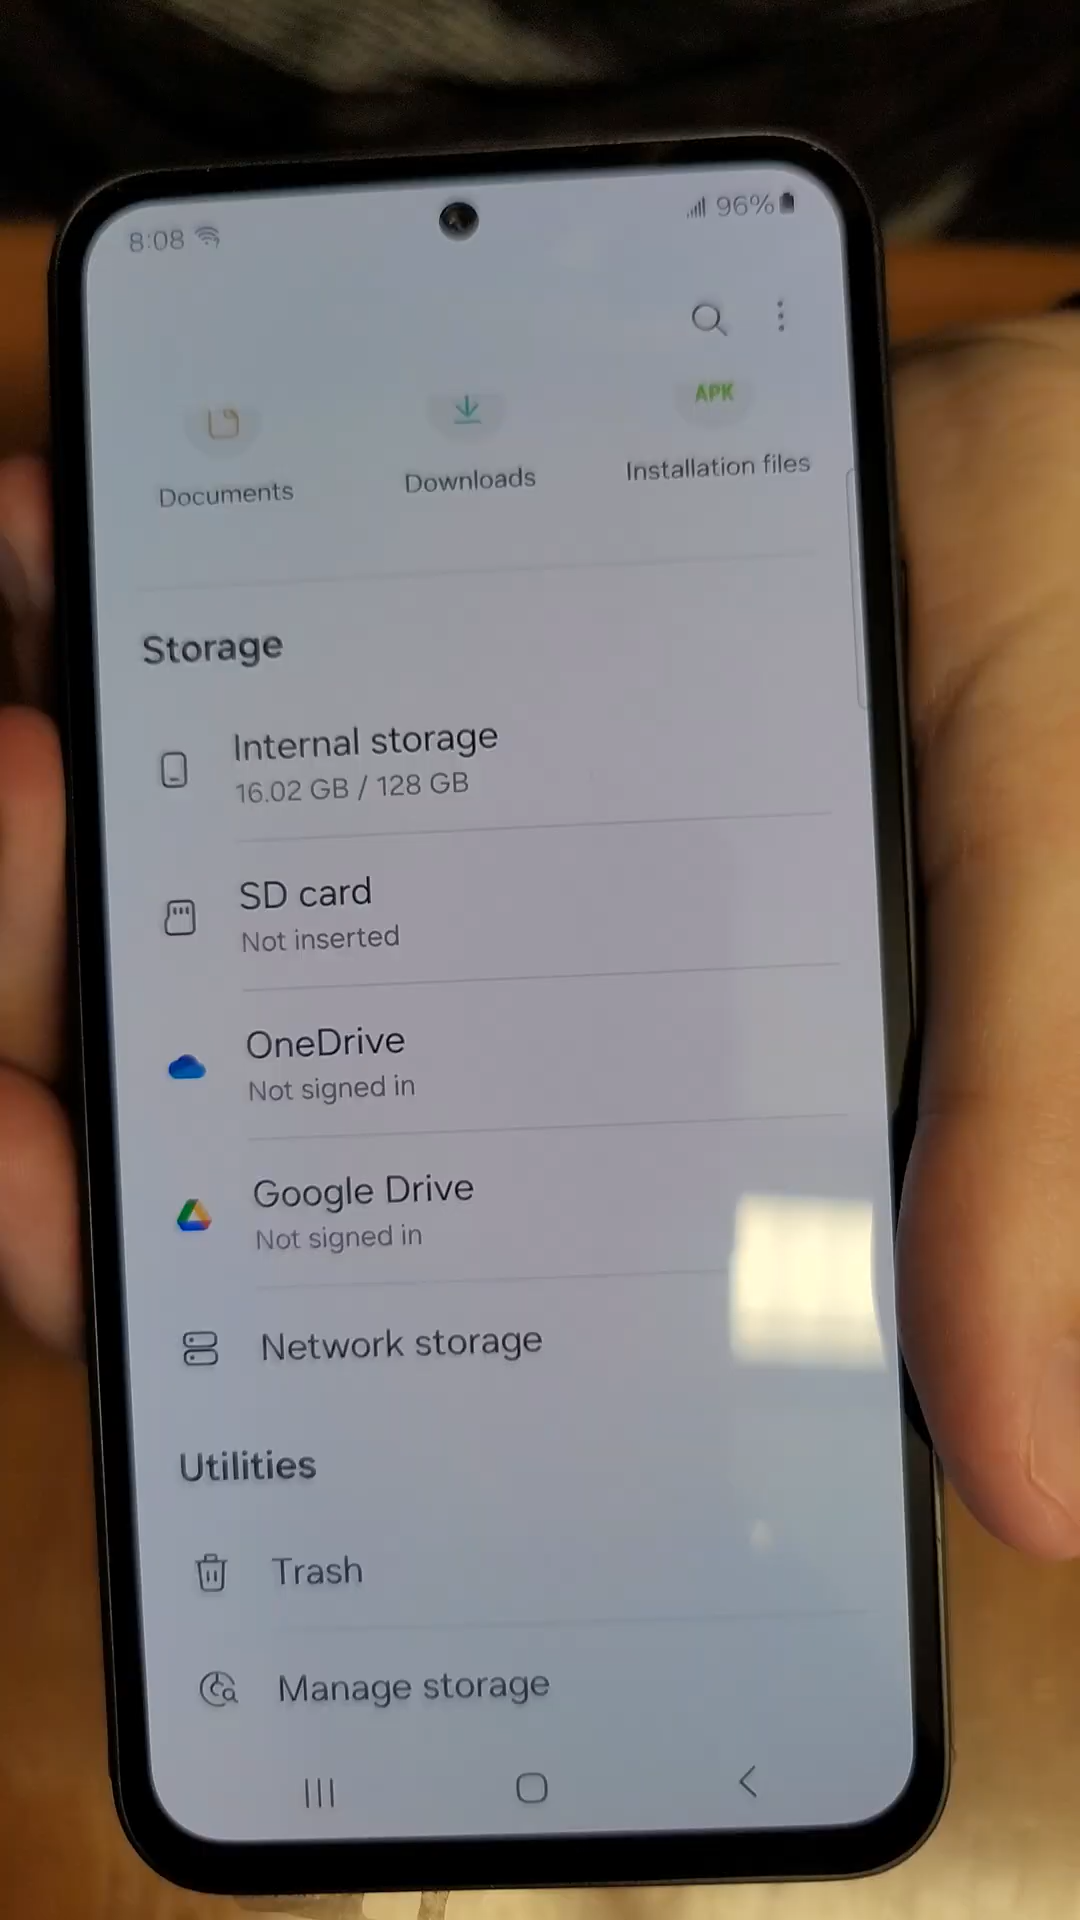 8:08
96%
APK
Documents
Downloads
Installation files
Storage
Internal storage
16.02 GB / 128 GB
SD card
Not inserted
OneDrive
Not signed in
Google Drive
Not signed in
Network storage
Utilities
Trash
Manage storage